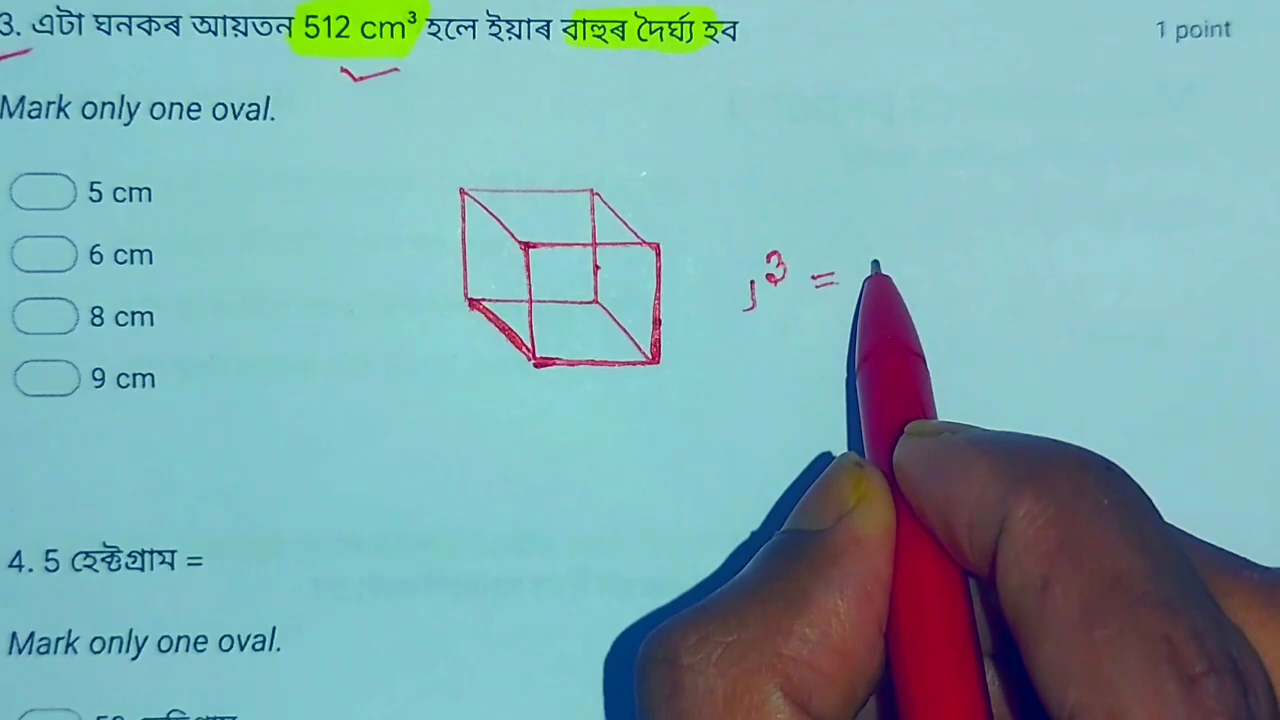 3. এটা ঘনকৰ আয়তন 512 cm³ হলে ইয়াৰ বাহুৰ দৈৰ্ঘ্য হব
1 point
Mark only one oval.
5 cm
6 cm
8 cm
9 cm
³ =
4. 5 হেক্টগ্ৰাম =
Mark only one oval.